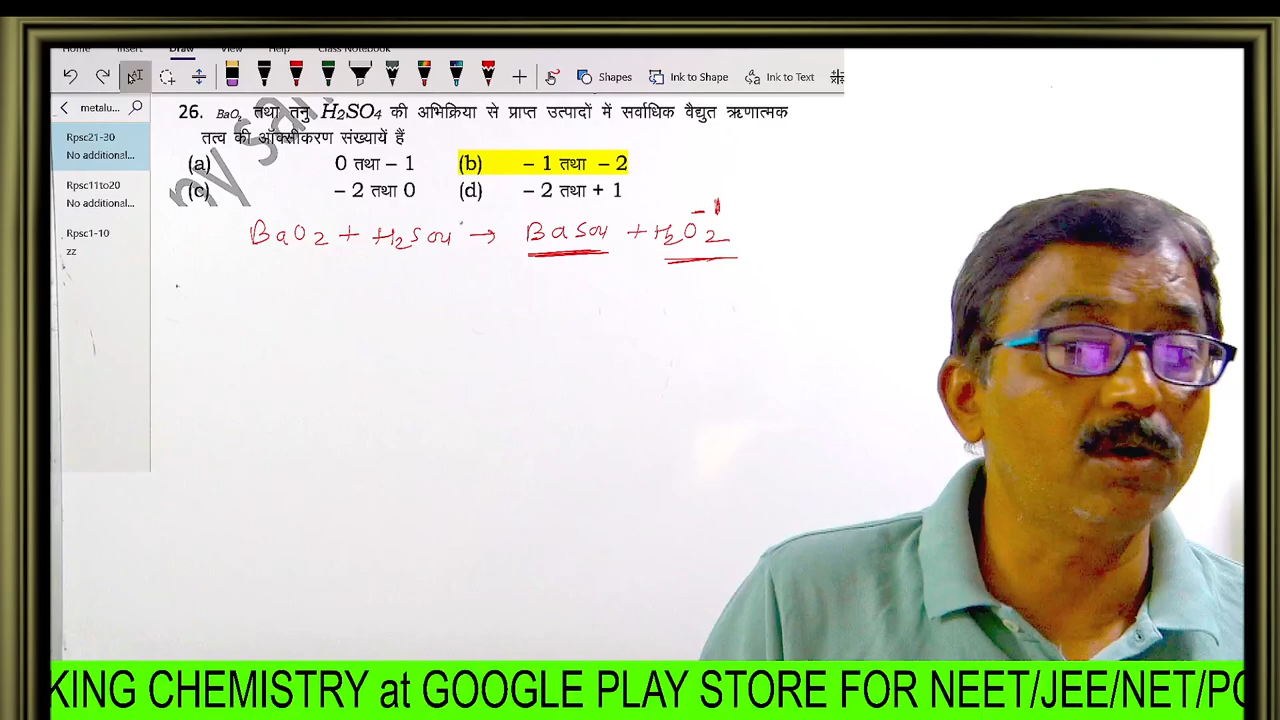 Home Insert Draw View Help Class Notebook
Shapes Ink to Shape Ink to Text
metalu...
Rpsc21-30
No additional...
Rpsc11to20
No additional...
Rpsc1-10
zz
26. BaO2 तथा तनु H2SO4 की अभिक्रिया से प्राप्त उत्पादों में सर्वाधिक वैद्युत ऋणात्मक
तत्व की ऑक्सीकरण संख्यायें हैं
(a) 0 तथा – 1 (b) – 1 तथा – 2
(c) – 2 तथा 0 (d) – 2 तथा + 1
BaO2 + H2SO4 → BaSO4 + H2O2 –1
KING CHEMISTRY at GOOGLE PLAY STORE FOR NEET/JEE/NET/PG